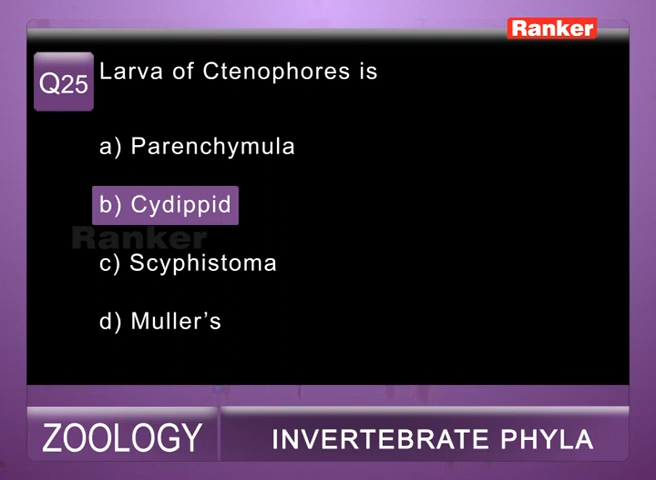 Ranker
Q25
Larva of Ctenophores is
a) Parenchymula
b) Cydippid
Ranker
c) Scyphistoma
d) Muller’s
ZOOLOGY
INVERTEBRATE PHYLA